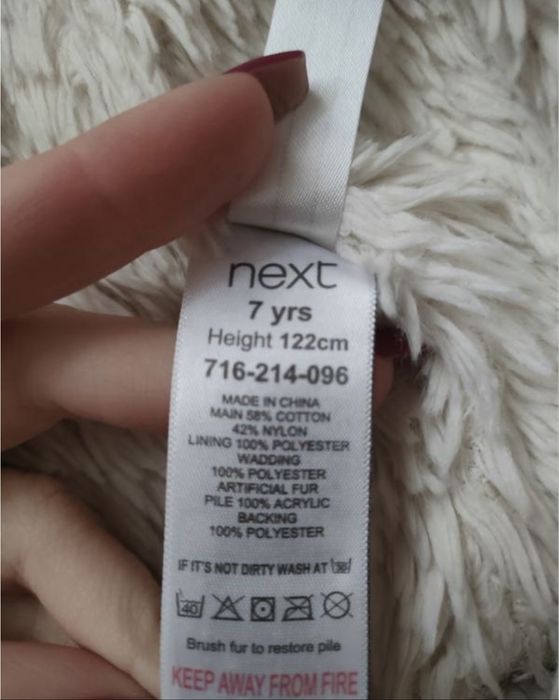 next
7 yrs
Height 122cm
716-214-096
MADE IN CHINA
MAIN 58% COTTON
42% NYLON
LINING 100% POLYESTER
WADDING
100% POLYESTER
ARTIFICIAL FUR
PILE 100% ACRYLIC
BACKING
100% POLYESTER
IF IT'S NOT DIRTY WASH AT 30
40
Brush fur to restore pile
KEEP AWAY FROM FIRE